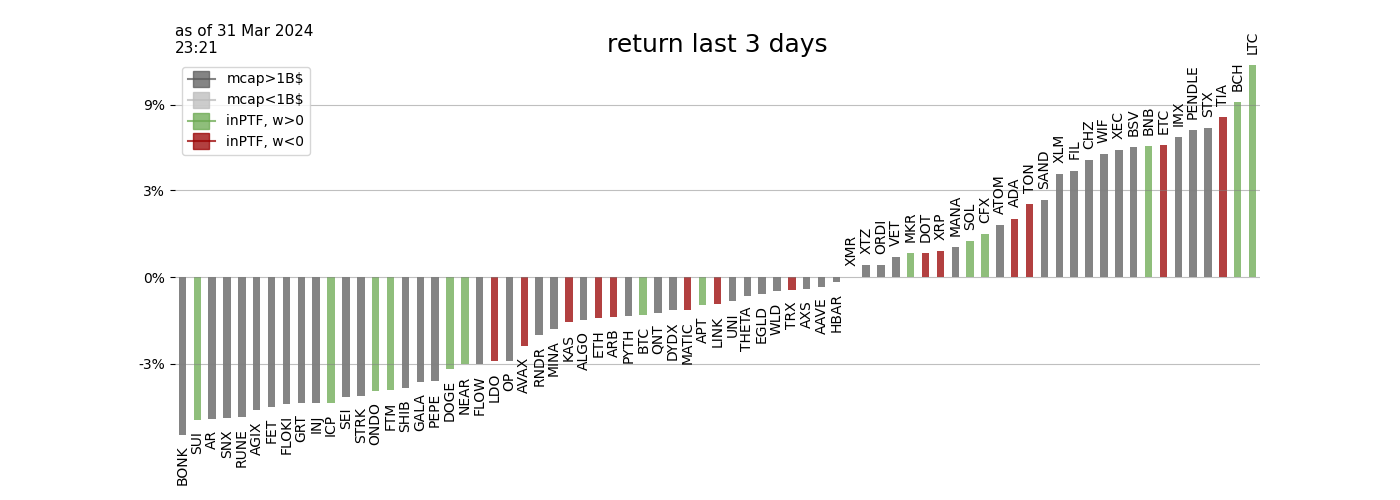 as of 31 Mar 2024
23:21
return last 3 days
mcap>1B$
mcap<1B$
inPTF, w>0
inPTF, w<0
9%
3%
0%
-3%
BONK
SUI
AR
SNX
RUNE
AGIX
FET
FLOKI
GRT
INJ
ICP
SEI
STRK
ONDO
FTM
SHIB
GALA
PEPE
DOGE
NEAR
FLOW
LDO
OP
AVAX
RNDR
MINA
KAS
ALGO
ETH
ARB
PYTH
BTC
QNT
DYDX
MATIC
APT
LINK
UNI
THETA
EGLD
WLD
TRX
AXS
AAVE
HBAR
XMR
XTZ
ORDI
VET
MKR
DOT
XRP
MANA
SOL
CFX
ATOM
ADA
TON
SAND
XLM
FIL
CHZ
WIF
XEC
BSV
BNB
ETC
IMX
PENDLE
STX
TIA
BCH
LTC